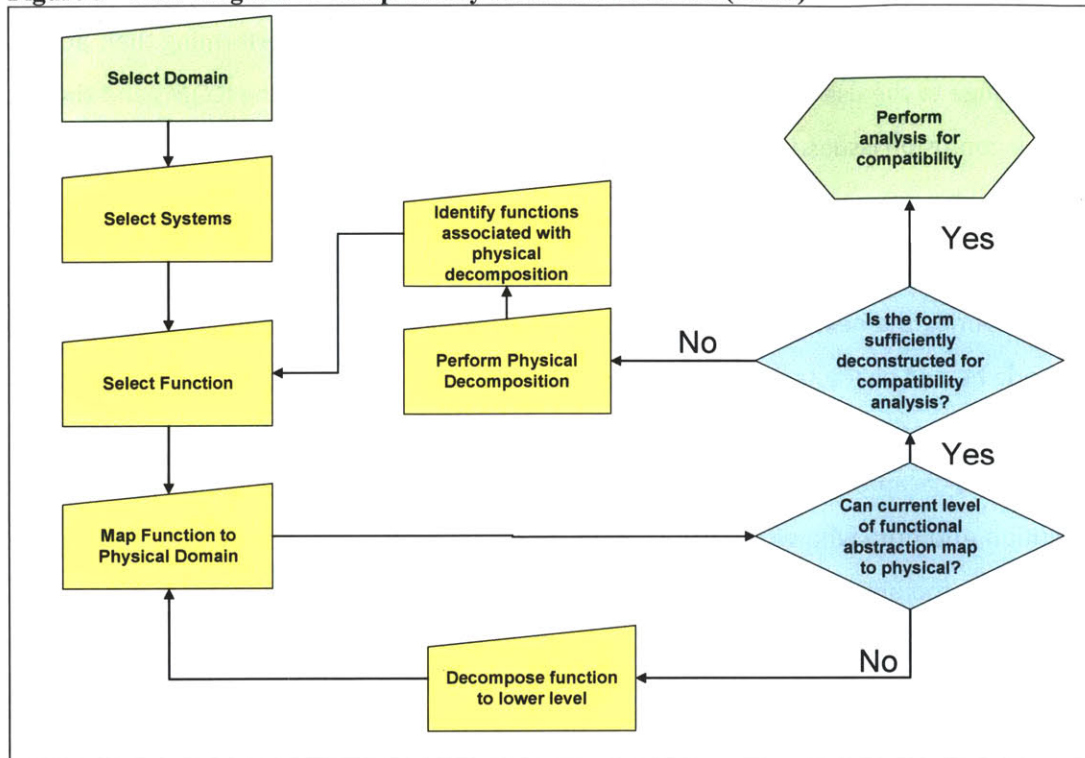 Select Domain
Perform
analysis for
compatibility
Select Systems
Identify functions
associated with
physical
decomposition
Yes
Is the form
sufficiently
deconstructed for
compatibility
analysis?
No
Perform Physical
Decomposition
Select Function
Yes
Can current level
of functional
abstraction map
to physical?
Map Function to
Physical Domain
No
Decompose function
to lower level